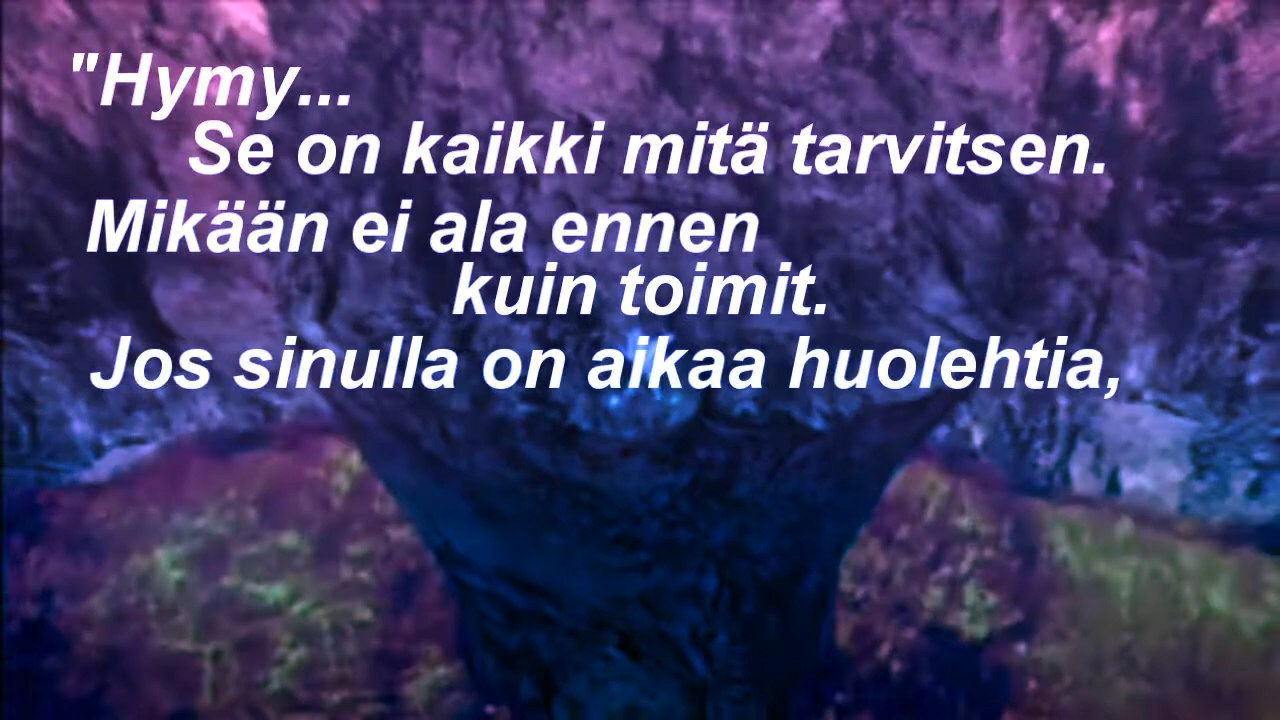 "Hymy...
Se on kaikki mitä tarvitsen.
Mikään ei ala ennen
kuin toimit.
Jos sinulla on aikaa huolehtia,